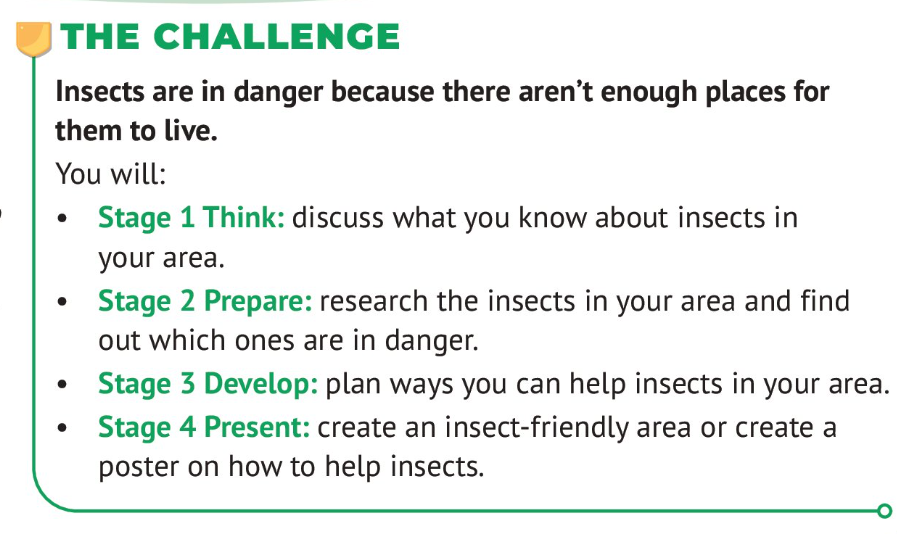 THE CHALLENGE
Insects are in danger because there aren’t enough places for
them to live.
You will:
• Stage 1 Think: discuss what you know about insects in
your area.
• Stage 2 Prepare: research the insects in your area and find
out which ones are in danger.
• Stage 3 Develop: plan ways you can help insects in your area.
• Stage 4 Present: create an insect-friendly area or create a
poster on how to help insects.